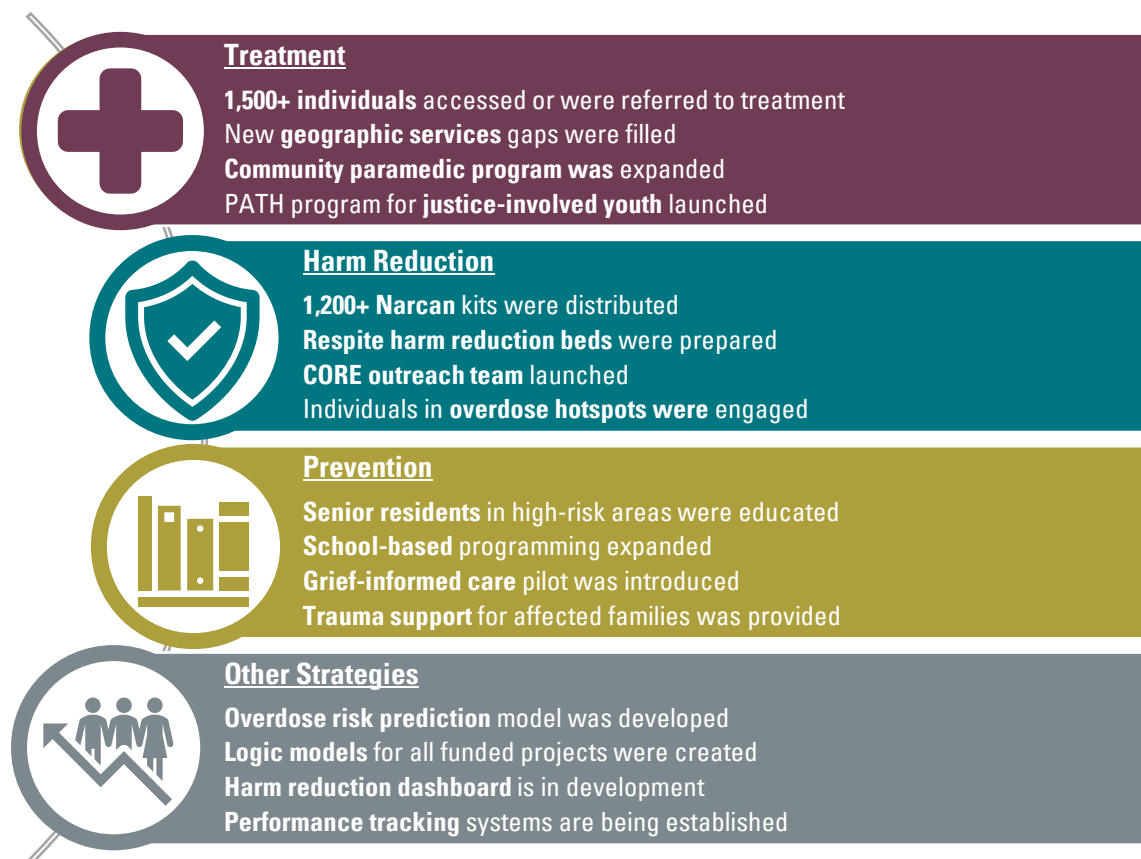 Treatment
1,500+ individuals accessed or were referred to treatment
New geographic services gaps were filled
Community paramedic program was expanded
PATH program for justice-involved youth launched
Harm Reduction
1,200+ Narcan kits were distributed
Respite harm reduction beds were prepared
CORE outreach team launched
Individuals in overdose hotspots were engaged
Prevention
Senior residents in high-risk areas were educated
School-based programming expanded
Grief-informed care pilot was introduced
Trauma support for affected families was provided
Other Strategies
Overdose risk prediction model was developed
Logic models for all funded projects were created
Harm reduction dashboard is in development
Performance tracking systems are being established